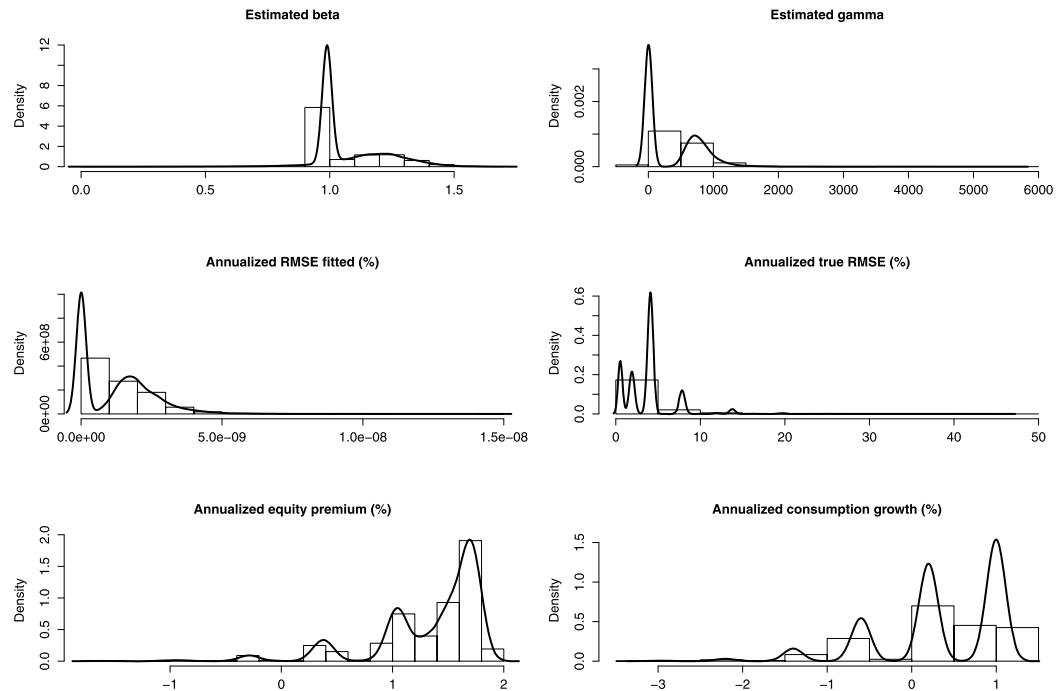 Estimated beta
Density
0 2 4 6 8 12
0.0 0.5 1.0 1.5
Estimated gamma
Density
0.000 0.002
0 1000 2000 3000 4000 5000 6000
Annualized RMSE fitted (%)
Density
0e+00 6e+08
0.0e+00 5.0e−09 1.0e−08 1.5e−08
Annualized true RMSE (%)
Density
0.0 0.2 0.4 0.6
0 10 20 30 40 50
Annualized equity premium (%)
Density
0.0 0.5 1.0 1.5 2.0
−1 0 1 2
Annualized consumption growth (%)
Density
0.0 0.5 1.0 1.5
−3 −2 −1 0 1